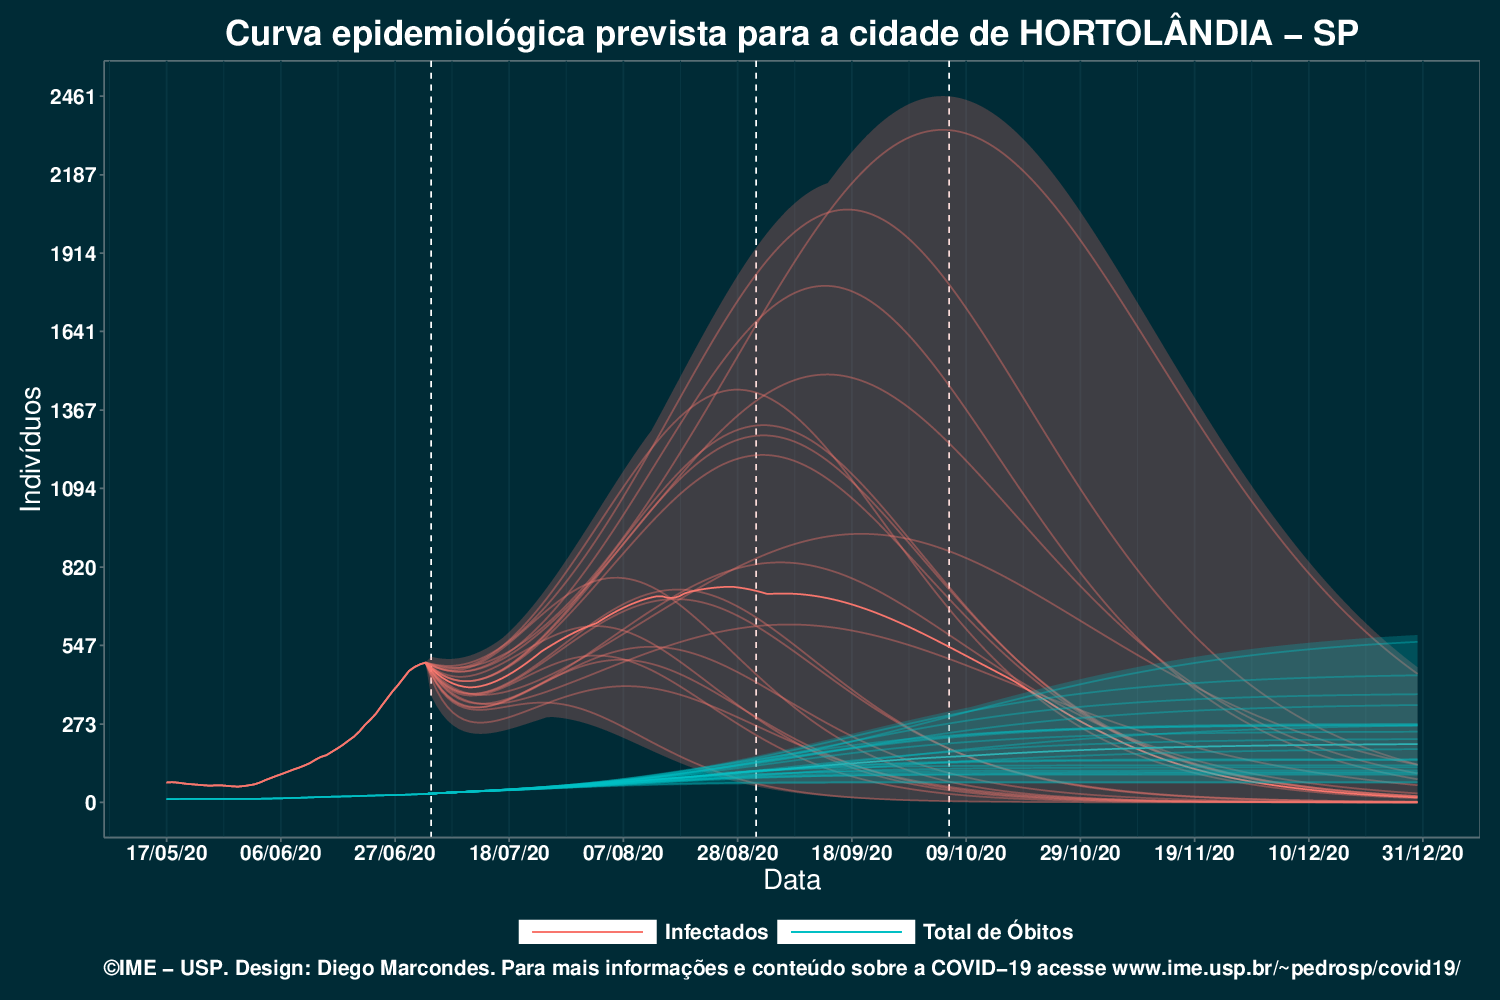 Curva epidemiológica prevista para a cidade de HORTOLÂNDIA – SP
2461
2187
1914
1641
1367
1094
820
547
273
0
Indivíduos
17/05/20 06/06/20 27/06/20 18/07/20 07/08/20 28/08/20 18/09/20 09/10/20 29/10/20 19/11/20 10/12/20 31/12/20
Data
Infectados Total de Óbitos
©IME – USP. Design: Diego Marcondes. Para mais informações e conteúdo sobre a COVID–19 acesse www.ime.usp.br/~pedrosp/covid19/